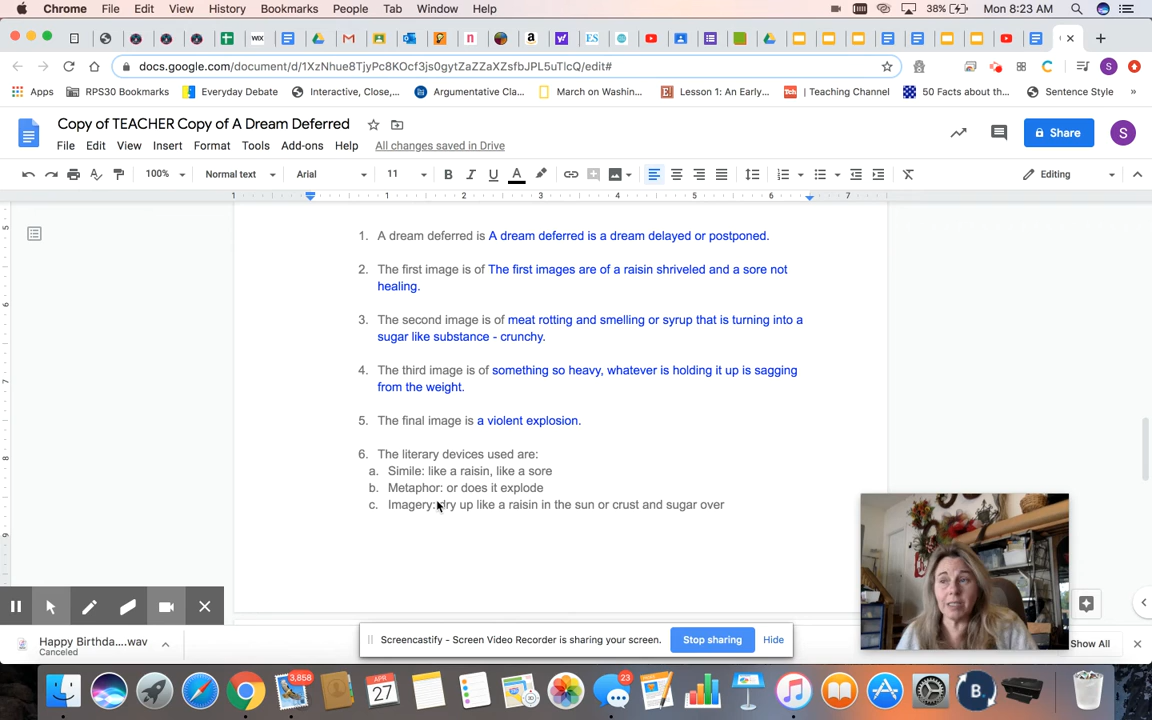 Chrome File Edit View History Bookmarks People Tab Window Help 38% Mon 8:23 AM
docs.google.com/document/d/1XzNhue8TjyPc8KOcf3js0gytZaZZaXZsfbJPL5uTlcQ/edit#
Apps RPS30 Bookmarks Everyday Debate Interactive, Close,... Argumentative Cla... March on Washin... Lesson 1: An Early... | Teaching Channel 50 Facts about th... Sentence Style »
Copy of TEACHER Copy of A Dream Deferred
Share
File Edit View Insert Format Tools Add-ons Help All changes saved in Drive
100% Normal text Arial 11 Editing
1. A dream deferred is A dream deferred is a dream delayed or postponed.
2. The first image is of The first images are of a raisin shriveled and a sore not
healing.
3. The second image is of meat rotting and smelling or syrup that is turning into a
sugar like substance - crunchy.
4. The third image is of something so heavy, whatever is holding it up is sagging
from the weight.
5. The final image is a violent explosion.
6. The literary devices used are:
a. Simile: like a raisin, like a sore
b. Metaphor: or does it explode
c. Imagery: dry up like a raisin in the sun or crust and sugar over
Happy Birthda....wav
Canceled
Screencastify - Screen Video Recorder is sharing your screen. Stop sharing Hide
Show All
3,858
APR
27
23